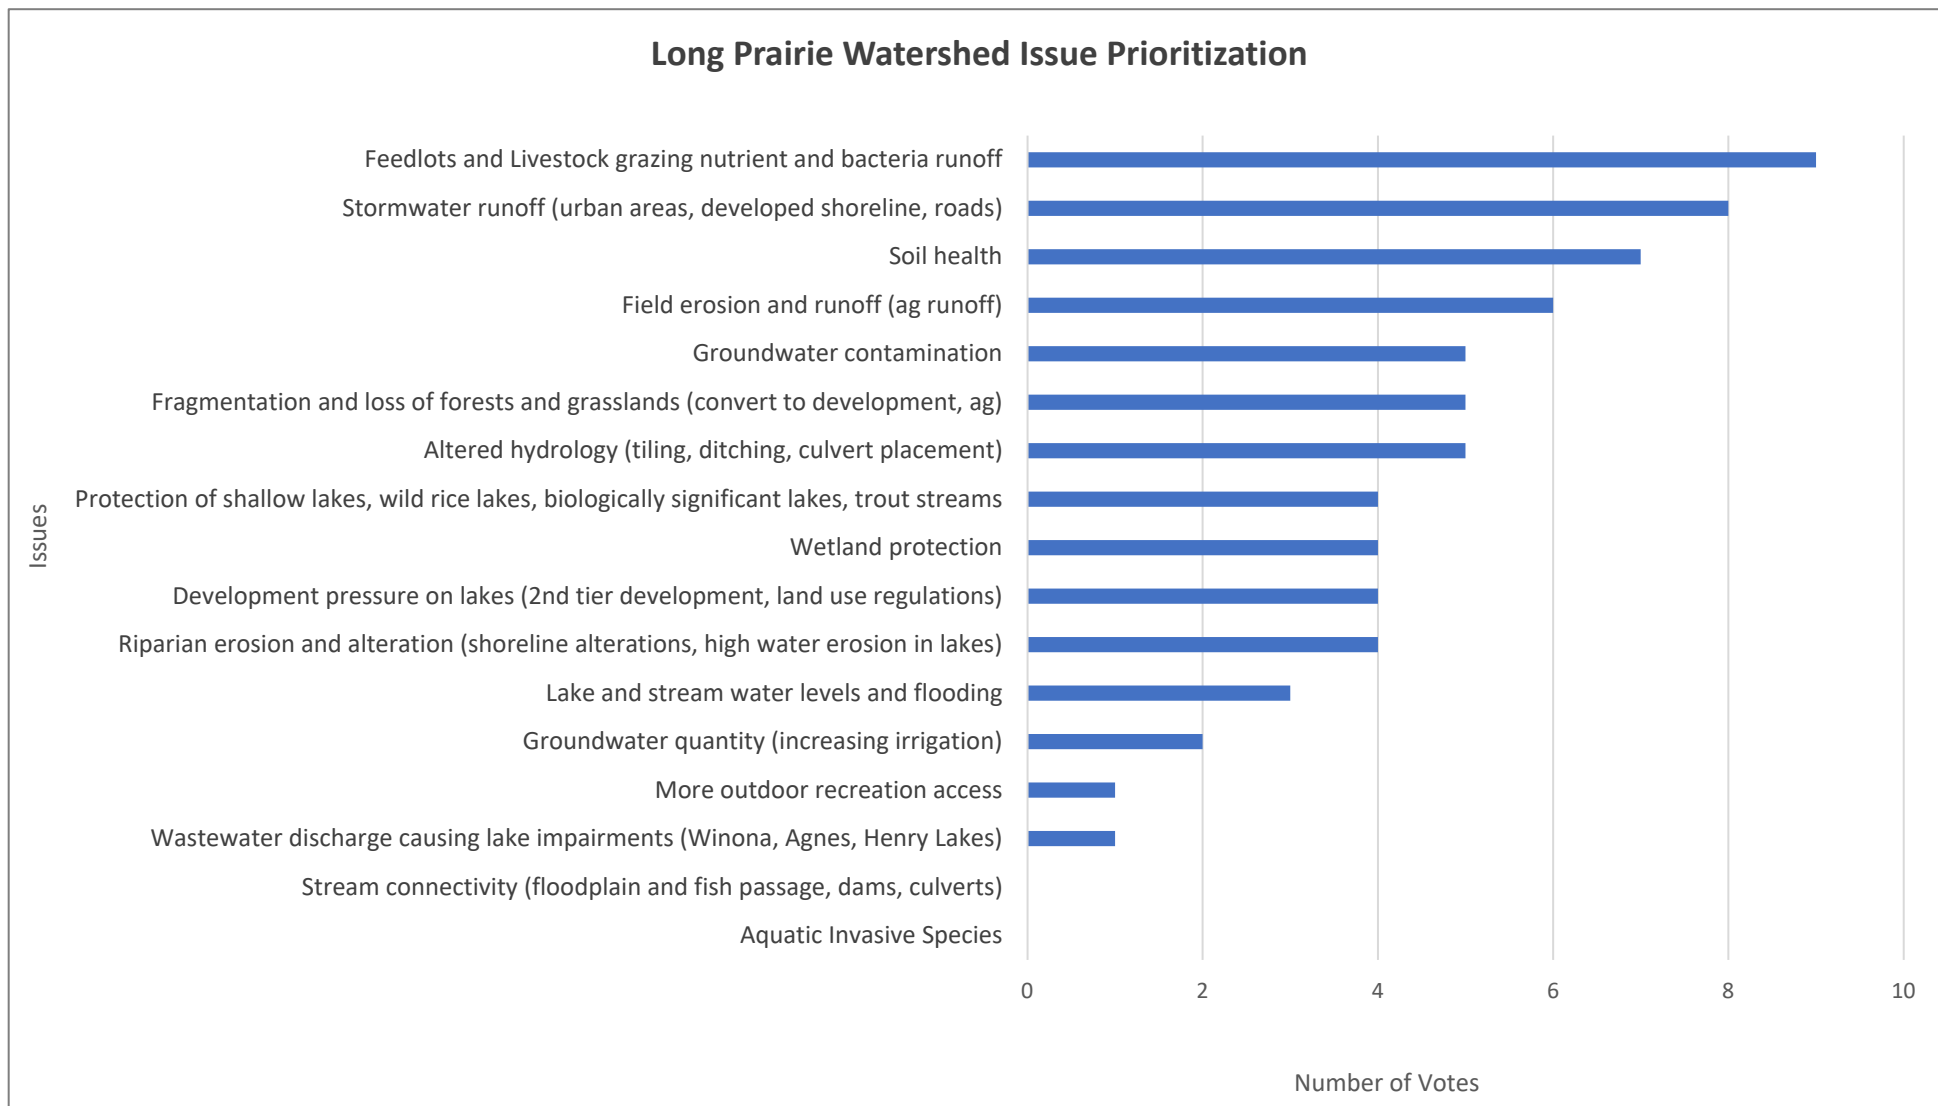 Long Prairie Watershed Issue Prioritization
Feedlots and Livestock grazing nutrient and bacteria runoff
Stormwater runoff (urban areas, developed shoreline, roads)
Soil health
Field erosion and runoff (ag runoff)
Groundwater contamination
Fragmentation and loss of forests and grasslands (convert to development, ag)
Altered hydrology (tiling, ditching, culvert placement)
Protection of shallow lakes, wild rice lakes, biologically significant lakes, trout streams
Wetland protection
Development pressure on lakes (2nd tier development, land use regulations)
Riparian erosion and alteration (shoreline alterations, high water erosion in lakes)
Lake and stream water levels and flooding
Groundwater quantity (increasing irrigation)
More outdoor recreation access
Wastewater discharge causing lake impairments (Winona, Agnes, Henry Lakes)
Stream connectivity (floodplain and fish passage, dams, culverts)
Aquatic Invasive Species
Issues
0 2 4 6 8 10
Number of Votes